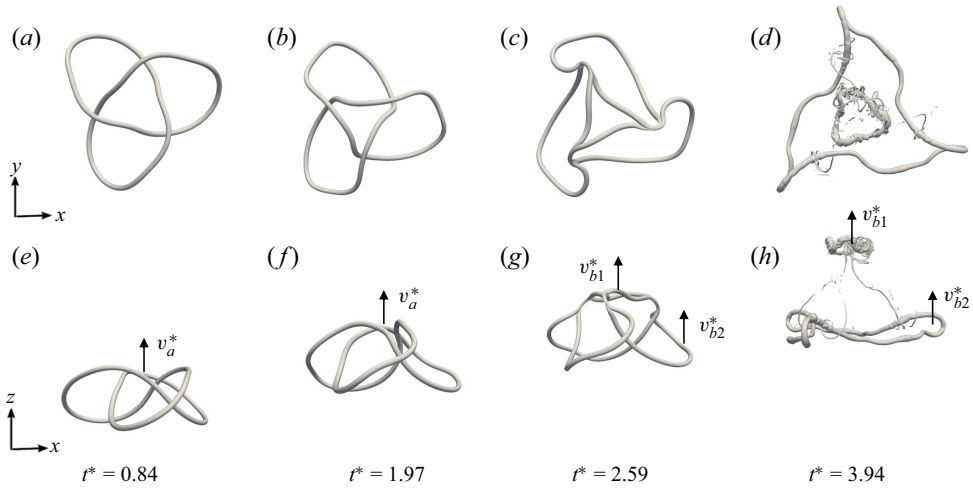 (a) (b) (c) (d)
y
x
v*b1
(e) (f) (g) (h)
v*a v*a v*b1 v*b2 v*b2
z
x
t* = 0.84 t* = 1.97 t* = 2.59 t* = 3.94